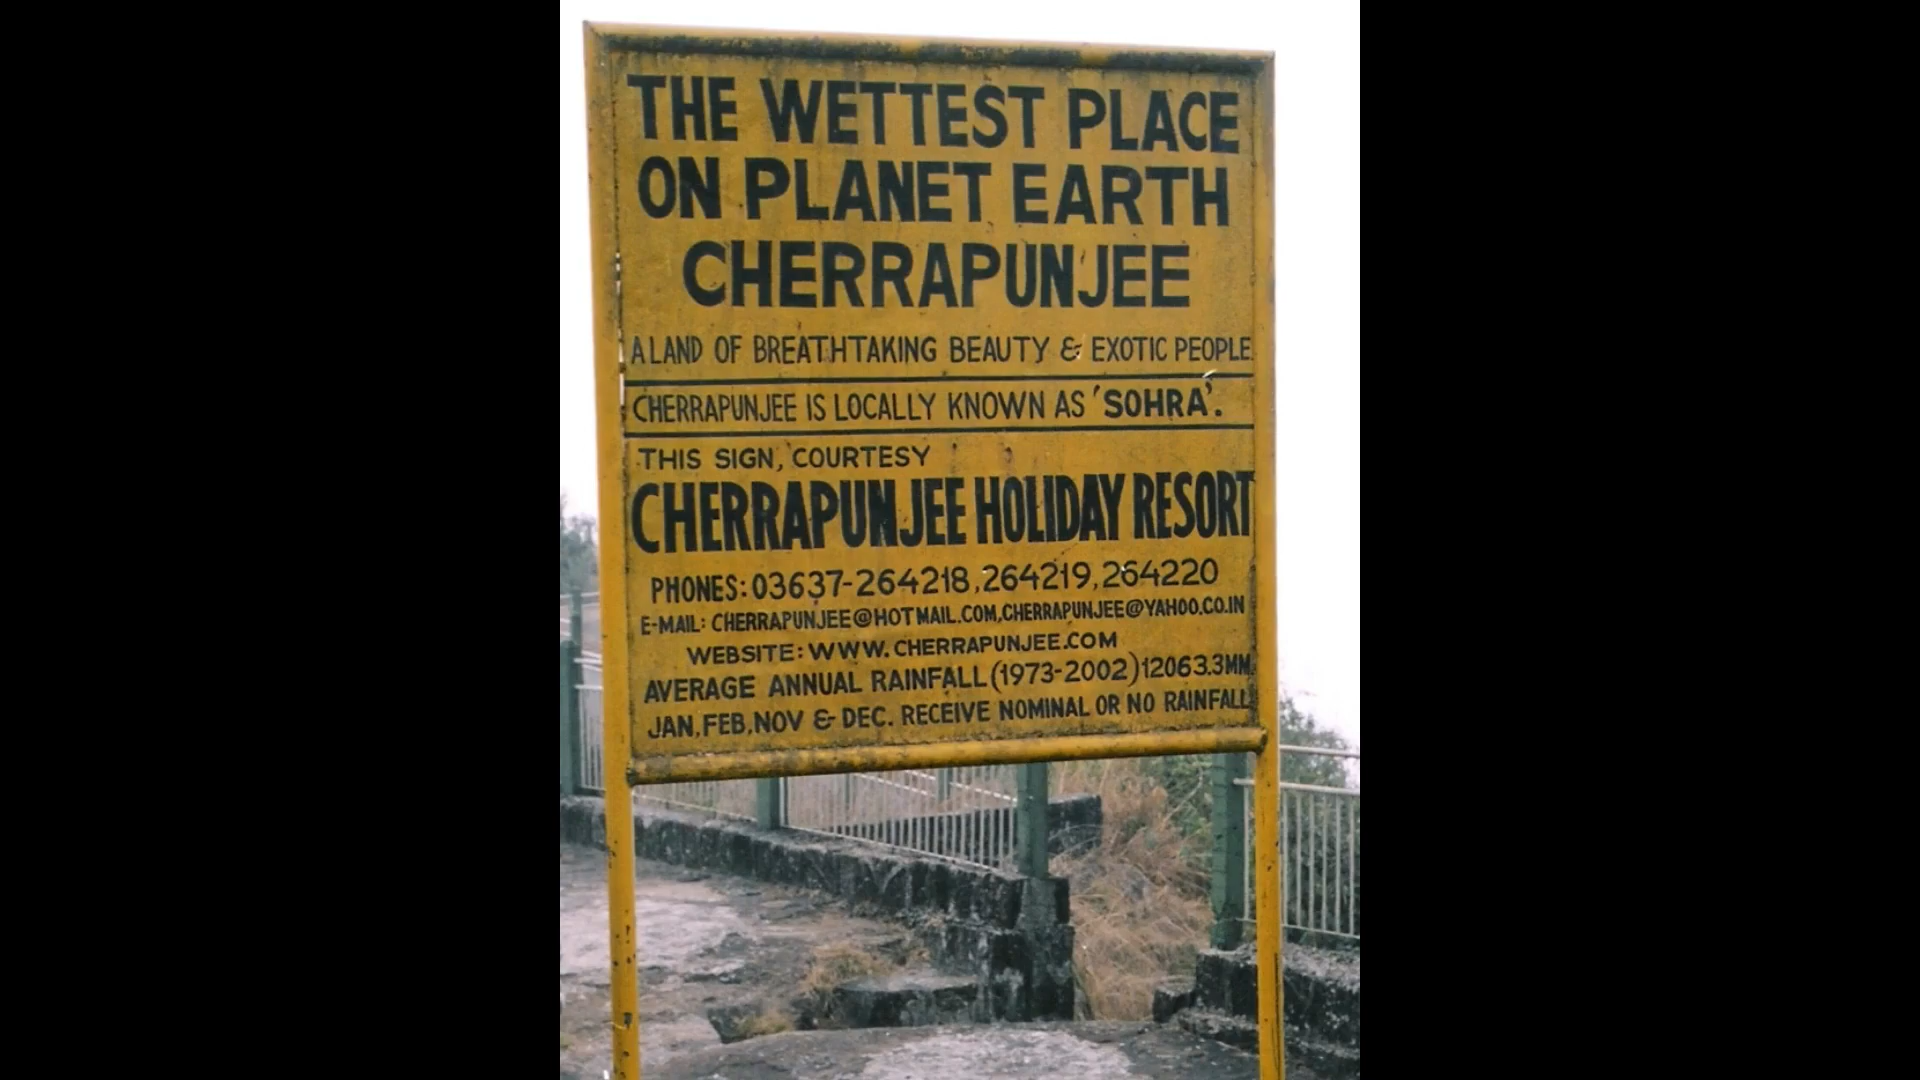 THE WETTEST PLACE
ON PLANET EARTH
CHERRAPUNJEE
A LAND OF BREATHTAKING BEAUTY & EXOTIC PEOPLE
CHERRAPUNJEE IS LOCALLY KNOWN AS 'SOHRA'.
THIS SIGN, COURTESY
CHERRAPUNJEE HOLIDAY RESORT
PHONES: 03637-264218, 264219, 264220
E-MAIL: CHERRAPUNJEE@HOTMAIL.COM, CHERRAPUNJEE@YAHOO.CO.IN
WEBSITE: WWW.CHERRAPUNJEE.COM
AVERAGE ANNUAL RAINFALL (1973-2002) 12063.3MM
JAN, FEB, NOV & DEC. RECEIVE NOMINAL OR NO RAINFALL